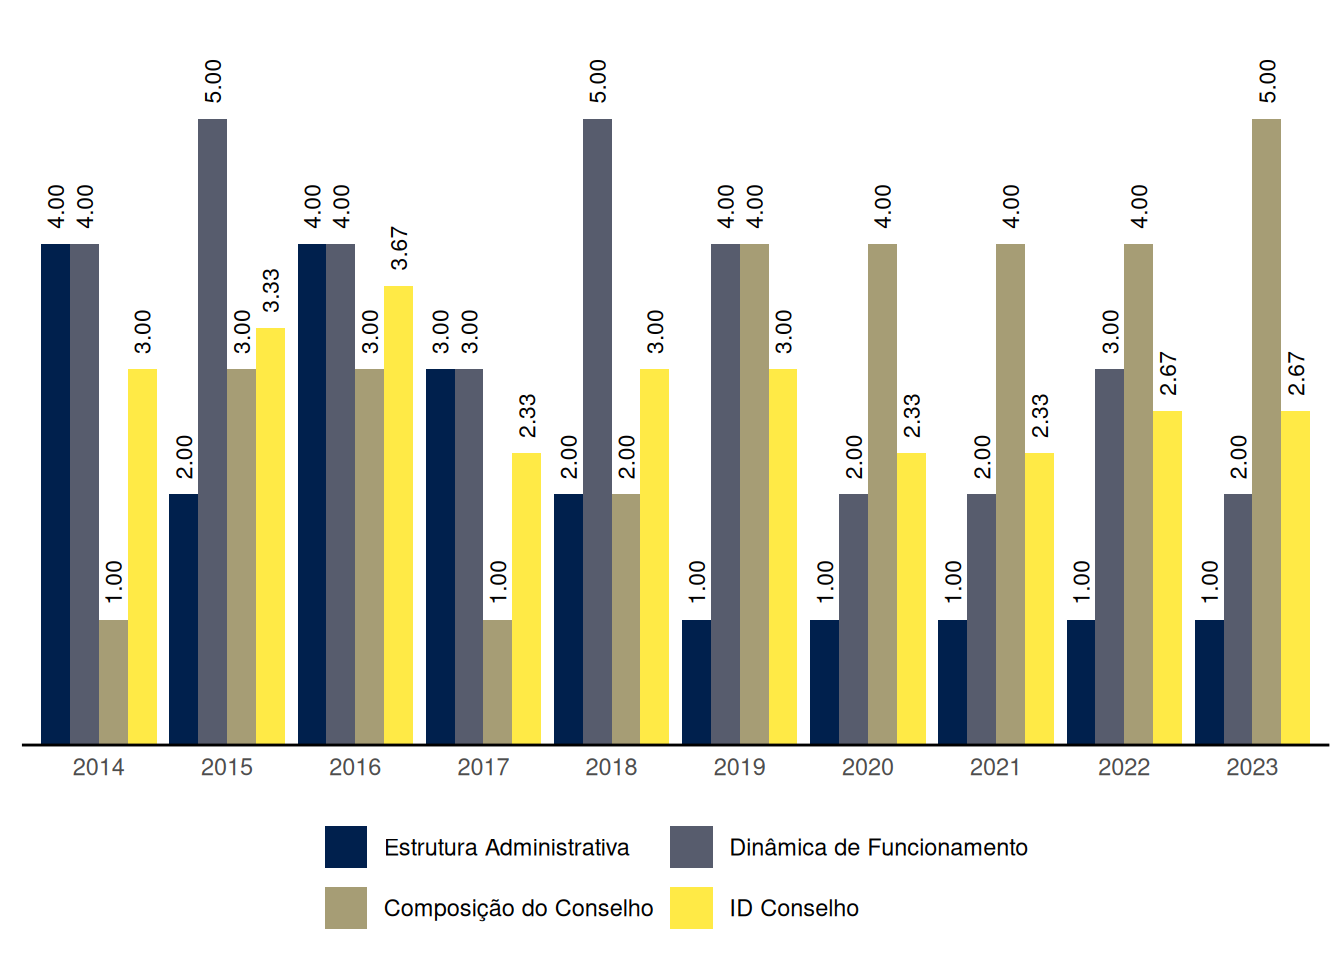 4.00 4.00 1.00 3.00 2.00 5.00 3.00 3.33 4.00 4.00 3.00 3.67 3.00 3.00 1.00 2.33 2.00 5.00 2.00 3.00 1.00 4.00 4.00 3.00 1.00 2.00 4.00 2.33 1.00 2.00 4.00 2.33 1.00 3.00 4.00 2.67 1.00 2.00 5.00 2.67
2014 2015 2016 2017 2018 2019 2020 2021 2022 2023
Estrutura Administrativa Dinâmica de Funcionamento
Composição do Conselho ID Conselho